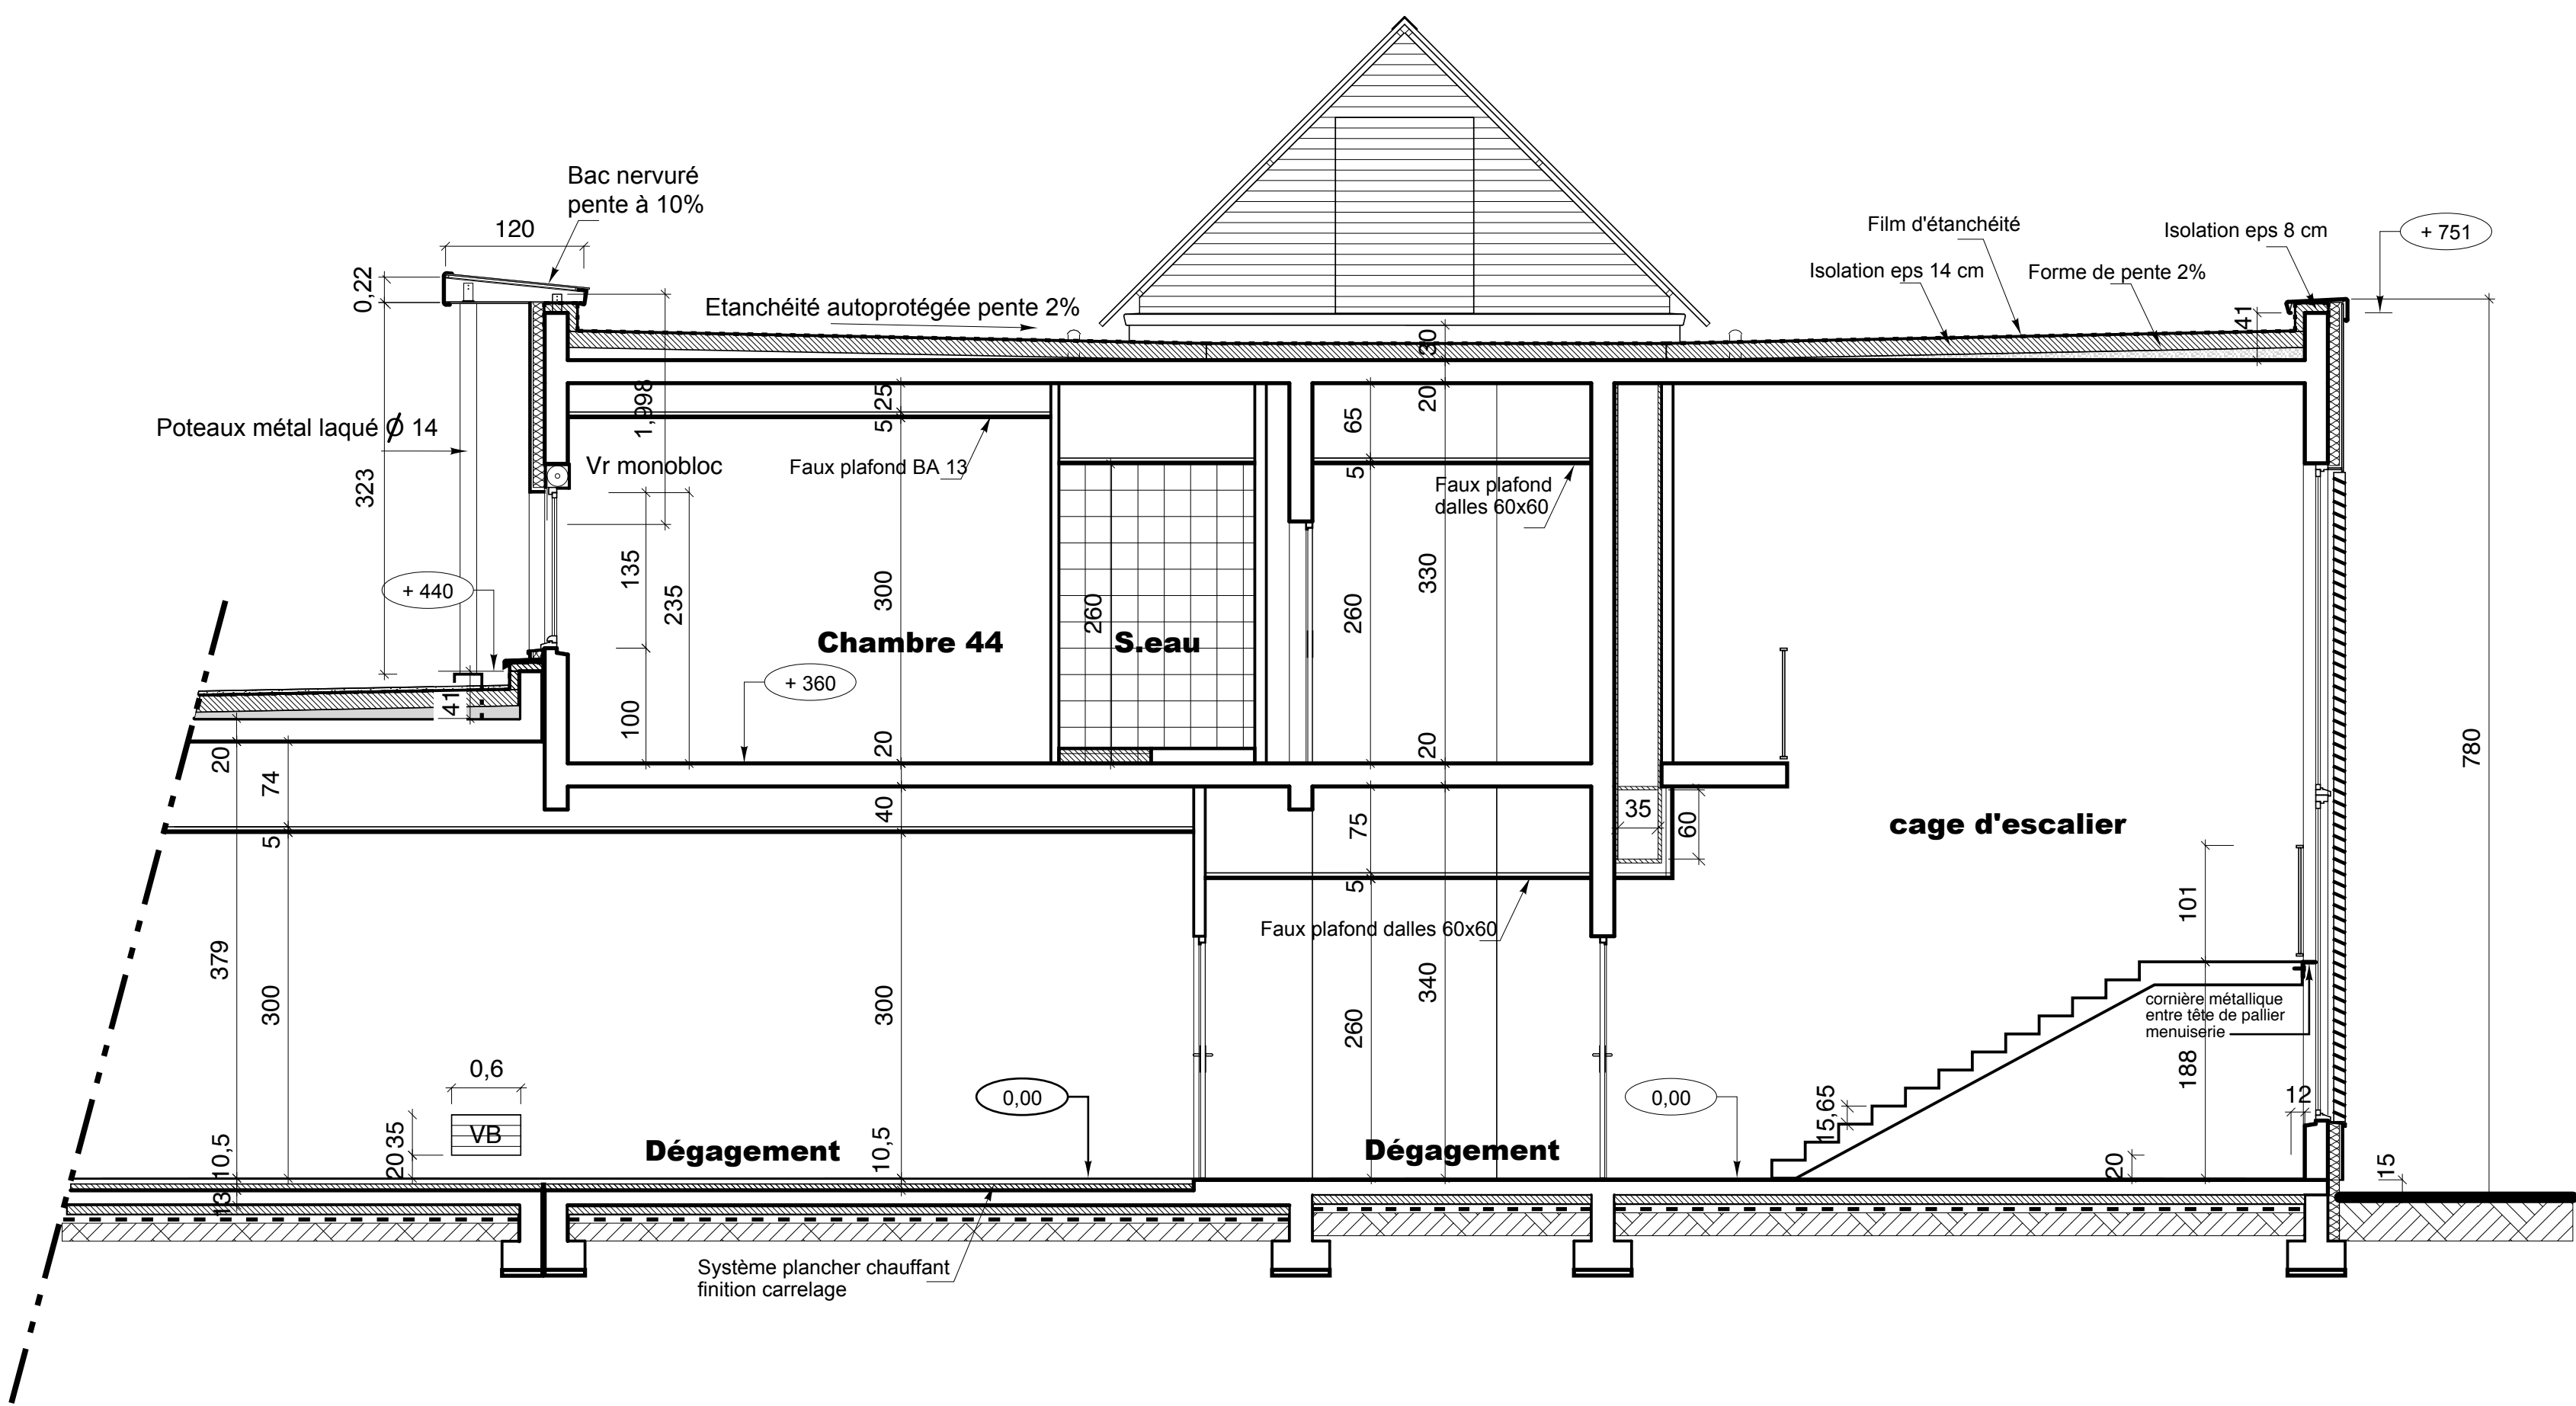 Bac nervuré
pente à 10%
120
0,22
Film d'étanchéité
Isolation eps 8 cm
+ 751
Isolation eps 14 cm
Forme de pente 2%
Etanchéité autoprotégée pente 2%
41
30
1,998
25
5
65
20
5
Poteaux métal laqué Ø 14
323
Vr monobloc
Faux plafond BA 13
Faux plafond
dalles 60x60
+ 440
135
235
300
260
260
330
Chambre 44
S.eau
+ 360
41
100
20
20
780
20
74
5
40
75
5
35
60
cage d'escalier
101
Faux plafond dalles 60x60
379
300
300
340
260
cornière métallique
entre tête de pallier
menuiserie
188
0,6
0,00
0,00
15,65
12
VB
35
20
10,5
13
10,5
Dégagement
Dégagement
20
15
Système plancher chauffant
finition carrelage